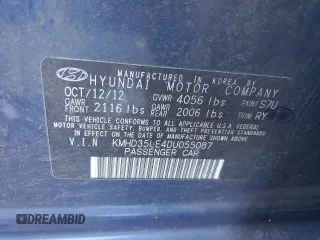 MANUFACTURED IN KOREA BY
HYUNDAI MOTOR COMPANY
OCT/12/12 GVWR 4056 lbs PAINT S7U
GAWR FRONT 2116 lbs GAWR REAR 2006 lbs TRIM RY
THIS VEHICLE CONFORMS TO ALL APPLICABLE U.S.A FEDERAL
MOTOR VEHICLE SAFETY, BUMPER, AND THEFT PREVENTION
STANDARDS IN EFFECT ON THE DATE OF MANUFACTURE
SHOWN ABOVE.
V.I.N KMHD35LE4DU055087
PASSENGER CAR
DREAMBID